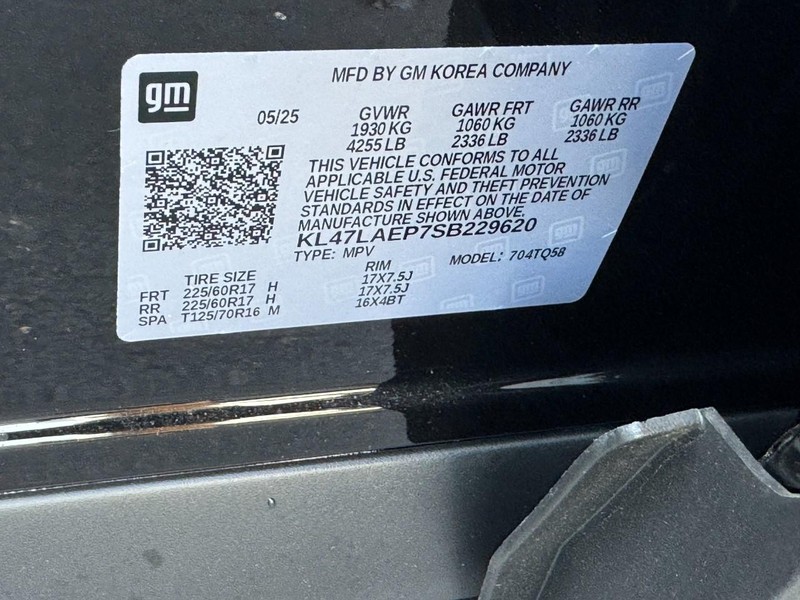 gm
MFD BY GM KOREA COMPANY
05/25 GVWR GAWR FRT GAWR RR
1930 KG 1060 KG 1060 KG
4255 LB 2336 LB 2336 LB
THIS VEHICLE CONFORMS TO ALL
APPLICABLE U.S. FEDERAL MOTOR
VEHICLE SAFETY AND THEFT PREVENTION
STANDARDS IN EFFECT ON THE DATE OF
MANUFACTURE SHOWN ABOVE.
KL47LAEP7SB229620
TYPE: MPV MODEL: 704TQ58
TIRE SIZE RIM
FRT 225/60R17 H 17X7.5J
RR 225/60R17 H 17X7.5J
SPA T125/70R16 M 16X4BT